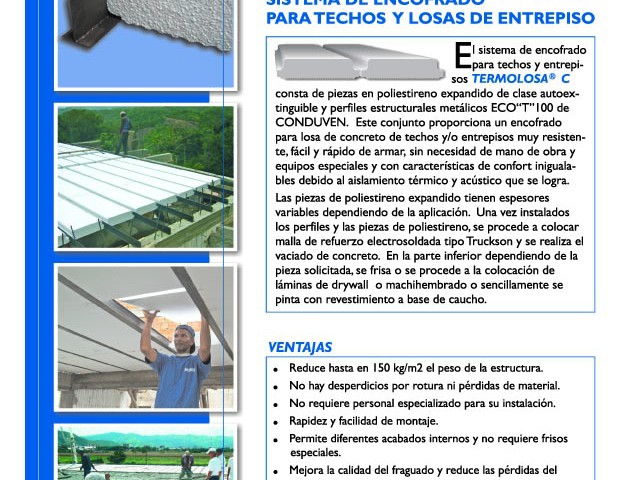 SISTEMA DE ENCOFRADO
PARA TECHOS Y LOSAS DE ENTREPISO
El sistema de encofrado
para techos y entrepi-
sos TERMOLOSA® C
consta de piezas en poliestireno expandido de clase autoex-
tinguible y perfiles estructurales metálicos ECO“T”100 de
CONDUVEN. Este conjunto proporciona un encofrado
para losa de concreto de techos y/o entrepisos muy resisten-
te, fácil y rápido de armar, sin necesidad de mano de obra y
equipos especiales y con características de confort iniguala-
bles debido al aislamiento térmico y acústico que se logra.
Las piezas de poliestireno expandido tienen espesores
variables dependiendo de la aplicación. Una vez instalados
los perfiles y las piezas de poliestireno, se procede a colocar
malla de refuerzo electrosoldada tipo Truckson y se realiza el
vaciado de concreto. En la parte inferior dependiendo de la
pieza solicitada, se frisa o se procede a la colocación de
láminas de drywall o machihembrado o sencillamente se
pinta con revestimiento a base de caucho.
VENTAJAS
• Reduce hasta en 150 kg/m2 el peso de la estructura.
• No hay desperdicios por rotura ni pérdidas de material.
• No requiere personal especializado para su instalación.
• Rapidez y facilidad de montaje.
• Permite diferentes acabados internos y no requiere frisos
especiales.
• Mejora la calidad del fraguado y reduce las pérdidas del